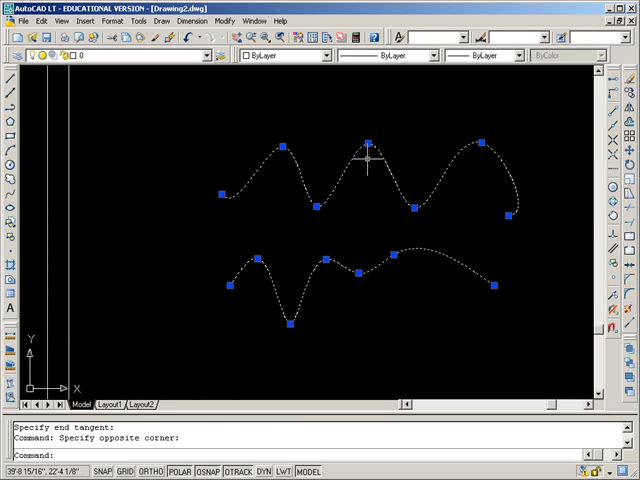 AutoCAD LT - EDUCATIONAL VERSION - [Drawing2.dwg]
File Edit View Insert Format Tools Draw Dimension Modify Window Help
0 ByLayer ByLayer ByLayer ByColor
A
Y
X
Model Layout1 Layout2
Specify end tangent:
Command: Specify opposite corner:
Command:
39'-8 15/16", 22'-4 1/8" SNAP GRID ORTHO POLAR OSNAP OTRACK DYN LWT MODEL